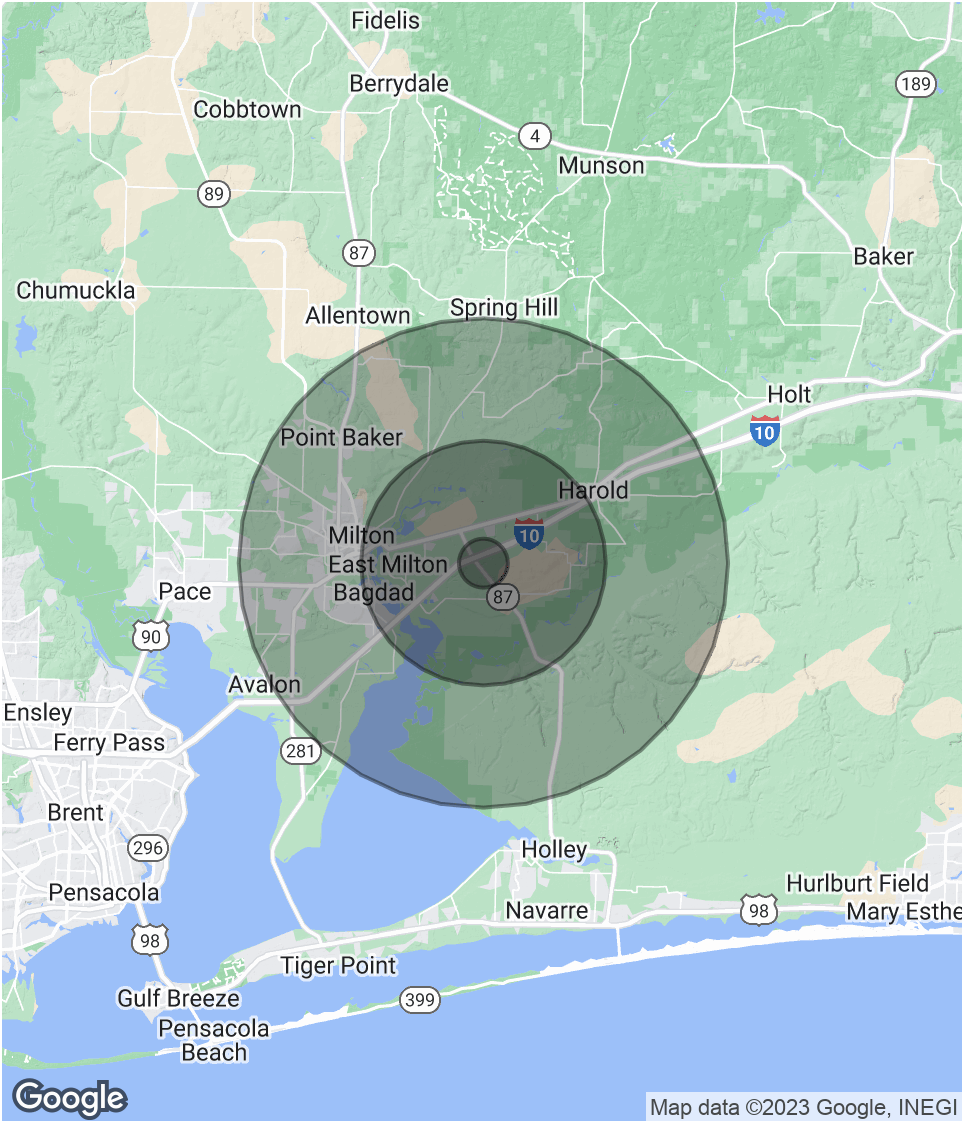 Fidelis
Berrydale
189
Cobbtown
4
Munson
89
87
Baker
Chumuckla
Spring Hill
Allentown
Holt
10
Point Baker
Harold
Milton
10
East Milton
Bagdad
87
Pace
90
Avalon
Ensley
Ferry Pass
281
Brent
296
Holley
Pensacola
Hurlburt Field
Navarre
98
Mary Esthe
98
Tiger Point
Gulf Breeze
399
Pensacola
Beach
Google
Map data ©2023 Google, INEGI